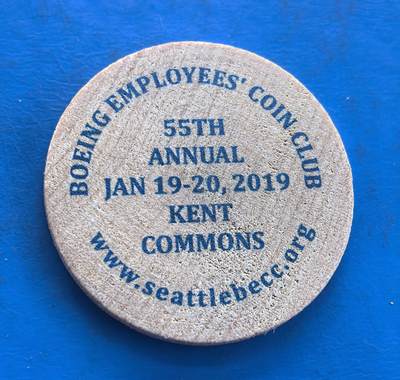 BOEING EMPLOYEES' COIN CLUB
55TH
ANNUAL
JAN 19-20, 2019
KENT
COMMONS
www.seattlebecc.org